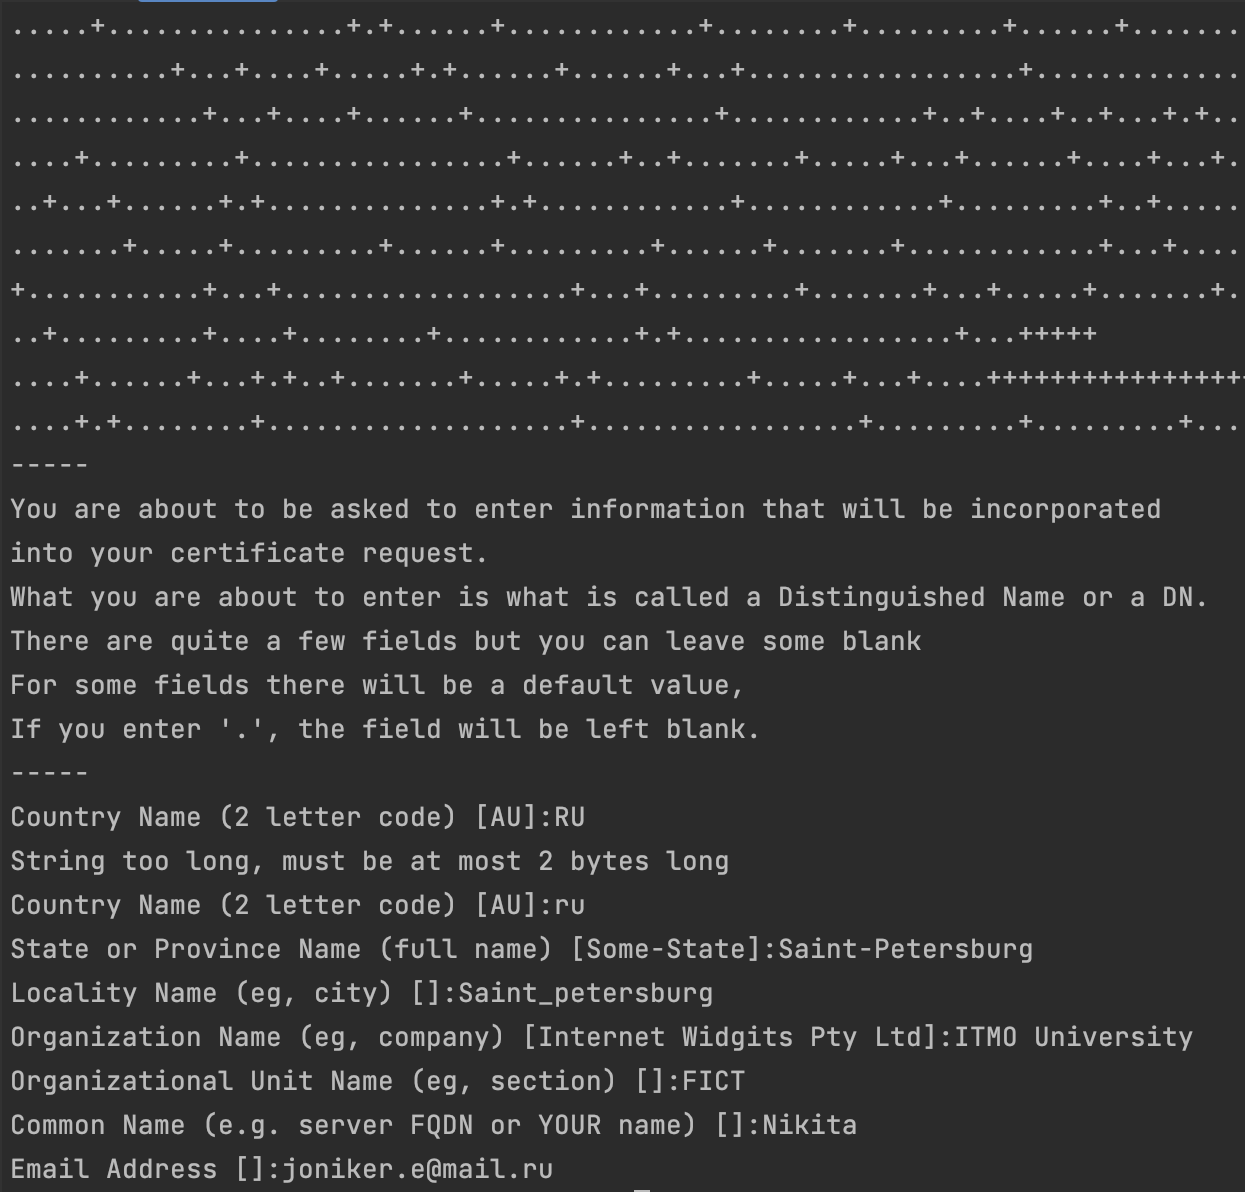 .....+...............+.+......+............+........+.........+......+.......
..........+...+....+.....+.+......+......+...+.................+.............
............+...+....+......+...............+............+..+....+..+...+.+..
....+.........+................+......+..+.......+.....+...+......+....+...+.
..+...+......+.+..............+.+............+............+.........+..+.....
.......+.....+.........+......+.........+......+.......+............+...+....
+...........+...+..................+...+.........+.......+...+.....+.......+.
..+.........+....+........+............+.+.................+...+++++
....+......+...+.+..+.......+.....+.+.........+.....+...+....++++++++++++++++
....+.+........+...................+.................+.........+.........+...
-----
You are about to be asked to enter information that will be incorporated
into your certificate request.
What you are about to enter is what is called a Distinguished Name or a DN.
There are quite a few fields but you can leave some blank
For some fields there will be a default value,
If you enter '.', the field will be left blank.
-----
Country Name (2 letter code) [AU]:RU
String too long, must be at most 2 bytes long
Country Name (2 letter code) [AU]:ru
State or Province Name (full name) [Some-State]:Saint-Petersburg
Locality Name (eg, city) []:Saint_petersburg
Organization Name (eg, company) [Internet Widgits Pty Ltd]:ITMO University
Organizational Unit Name (eg, section) []:FICT
Common Name (e.g. server FQDN or YOUR name) []:Nikita
Email Address []:joniker.e@mail.ru